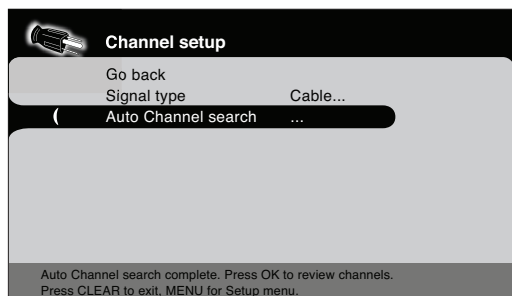 Channel setup
Go back
Signal type Cable...
Auto Channel search ...
Auto Channel search complete. Press OK to review channels.
Press CLEAR to exit, MENU for Setup menu.